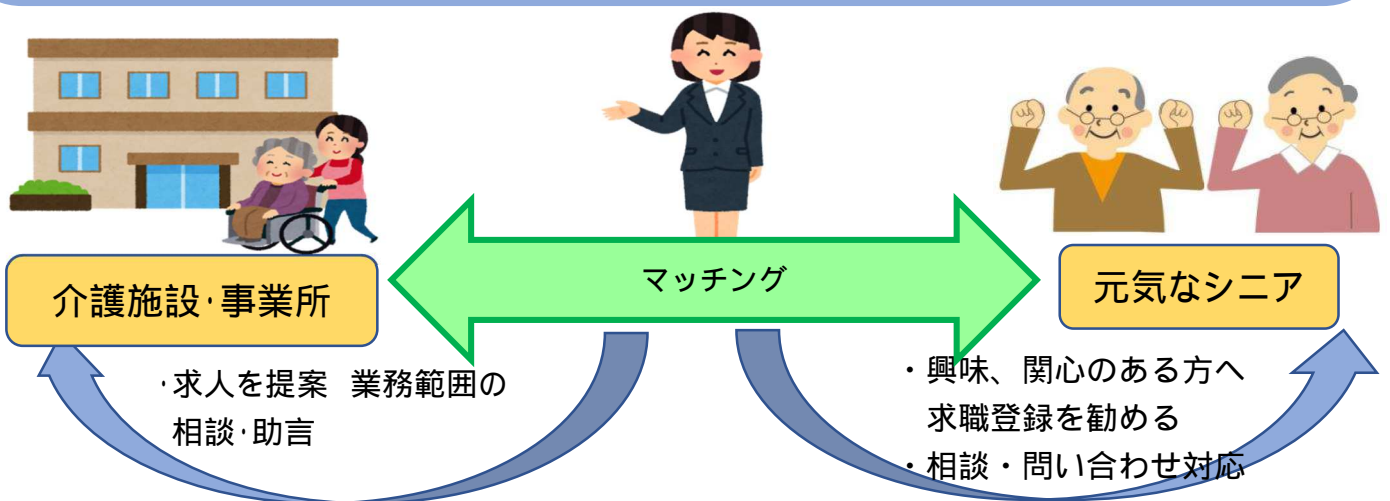 マッチング
介護施設·事業所
元気なシニア
·求人を提案 業務範囲の
相談·助言
・興味、関心のある方へ
求職登録を勧める
・相談・問い合わせ対応